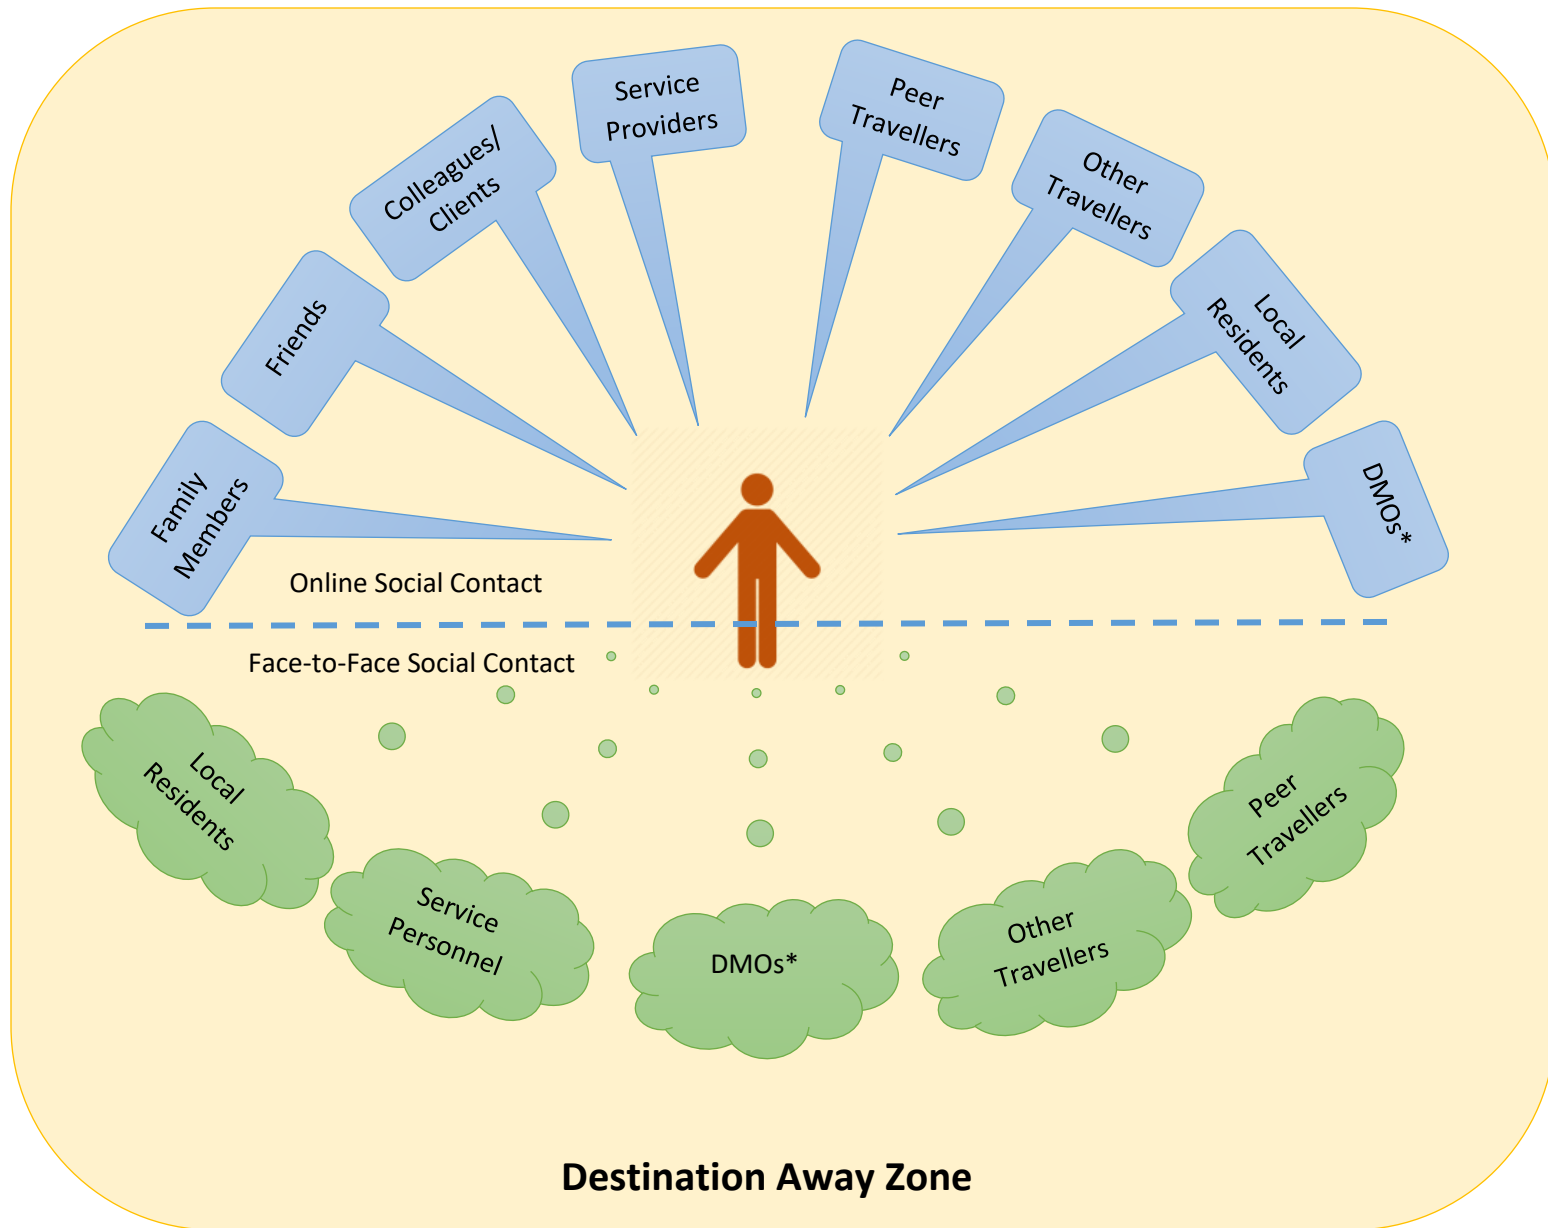 Service
Providers
Peer
Travellers
Colleagues/
Clients
Other
Travellers
Friends
Local
Residents
Family
Members
DMOs*
Online Social Contact
Face-to-Face Social Contact
Local
Residents
Service
Personnel
DMOs*
Other
Travellers
Peer
Travellers
Destination Away Zone